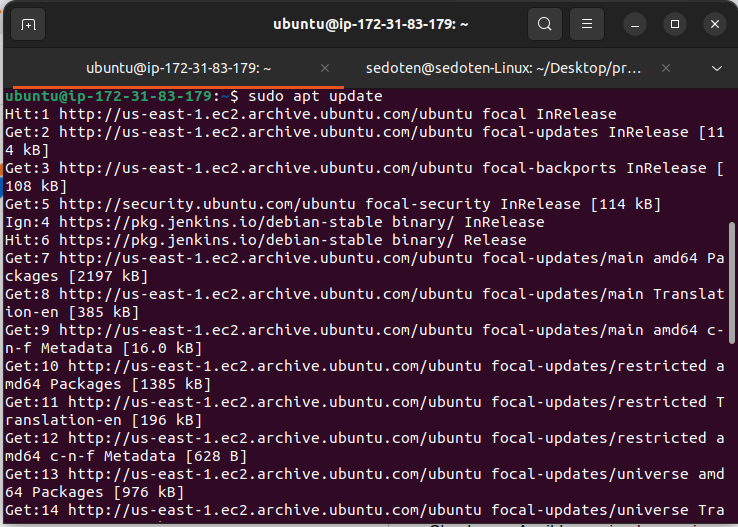 ubuntu@ip-172-31-83-179: ~
ubuntu@ip-172-31-83-179: ~
sedoten@sedoten-Linux: ~/Desktop/pr…
ubuntu@ip-172-31-83-179:~$ sudo apt update
Hit:1 http://us-east-1.ec2.archive.ubuntu.com/ubuntu focal InRelease
Get:2 http://us-east-1.ec2.archive.ubuntu.com/ubuntu focal-updates InRelease [11
4 kB]
Get:3 http://us-east-1.ec2.archive.ubuntu.com/ubuntu focal-backports InRelease [
108 kB]
Get:5 http://security.ubuntu.com/ubuntu focal-security InRelease [114 kB]
Ign:4 https://pkg.jenkins.io/debian-stable binary/ InRelease
Hit:6 https://pkg.jenkins.io/debian-stable binary/ Release
Get:7 http://us-east-1.ec2.archive.ubuntu.com/ubuntu focal-updates/main amd64 Pa
ckages [2197 kB]
Get:8 http://us-east-1.ec2.archive.ubuntu.com/ubuntu focal-updates/main Translat
ion-en [385 kB]
Get:9 http://us-east-1.ec2.archive.ubuntu.com/ubuntu focal-updates/main amd64 c-
n-f Metadata [16.0 kB]
Get:10 http://us-east-1.ec2.archive.ubuntu.com/ubuntu focal-updates/restricted a
md64 Packages [1385 kB]
Get:11 http://us-east-1.ec2.archive.ubuntu.com/ubuntu focal-updates/restricted T
ranslation-en [196 kB]
Get:12 http://us-east-1.ec2.archive.ubuntu.com/ubuntu focal-updates/restricted a
md64 c-n-f Metadata [628 B]
Get:13 http://us-east-1.ec2.archive.ubuntu.com/ubuntu focal-updates/universe amd
64 Packages [976 kB]
Get:14 http://us-east-1.ec2.archive.ubuntu.com/ubuntu focal-updates/universe Tra